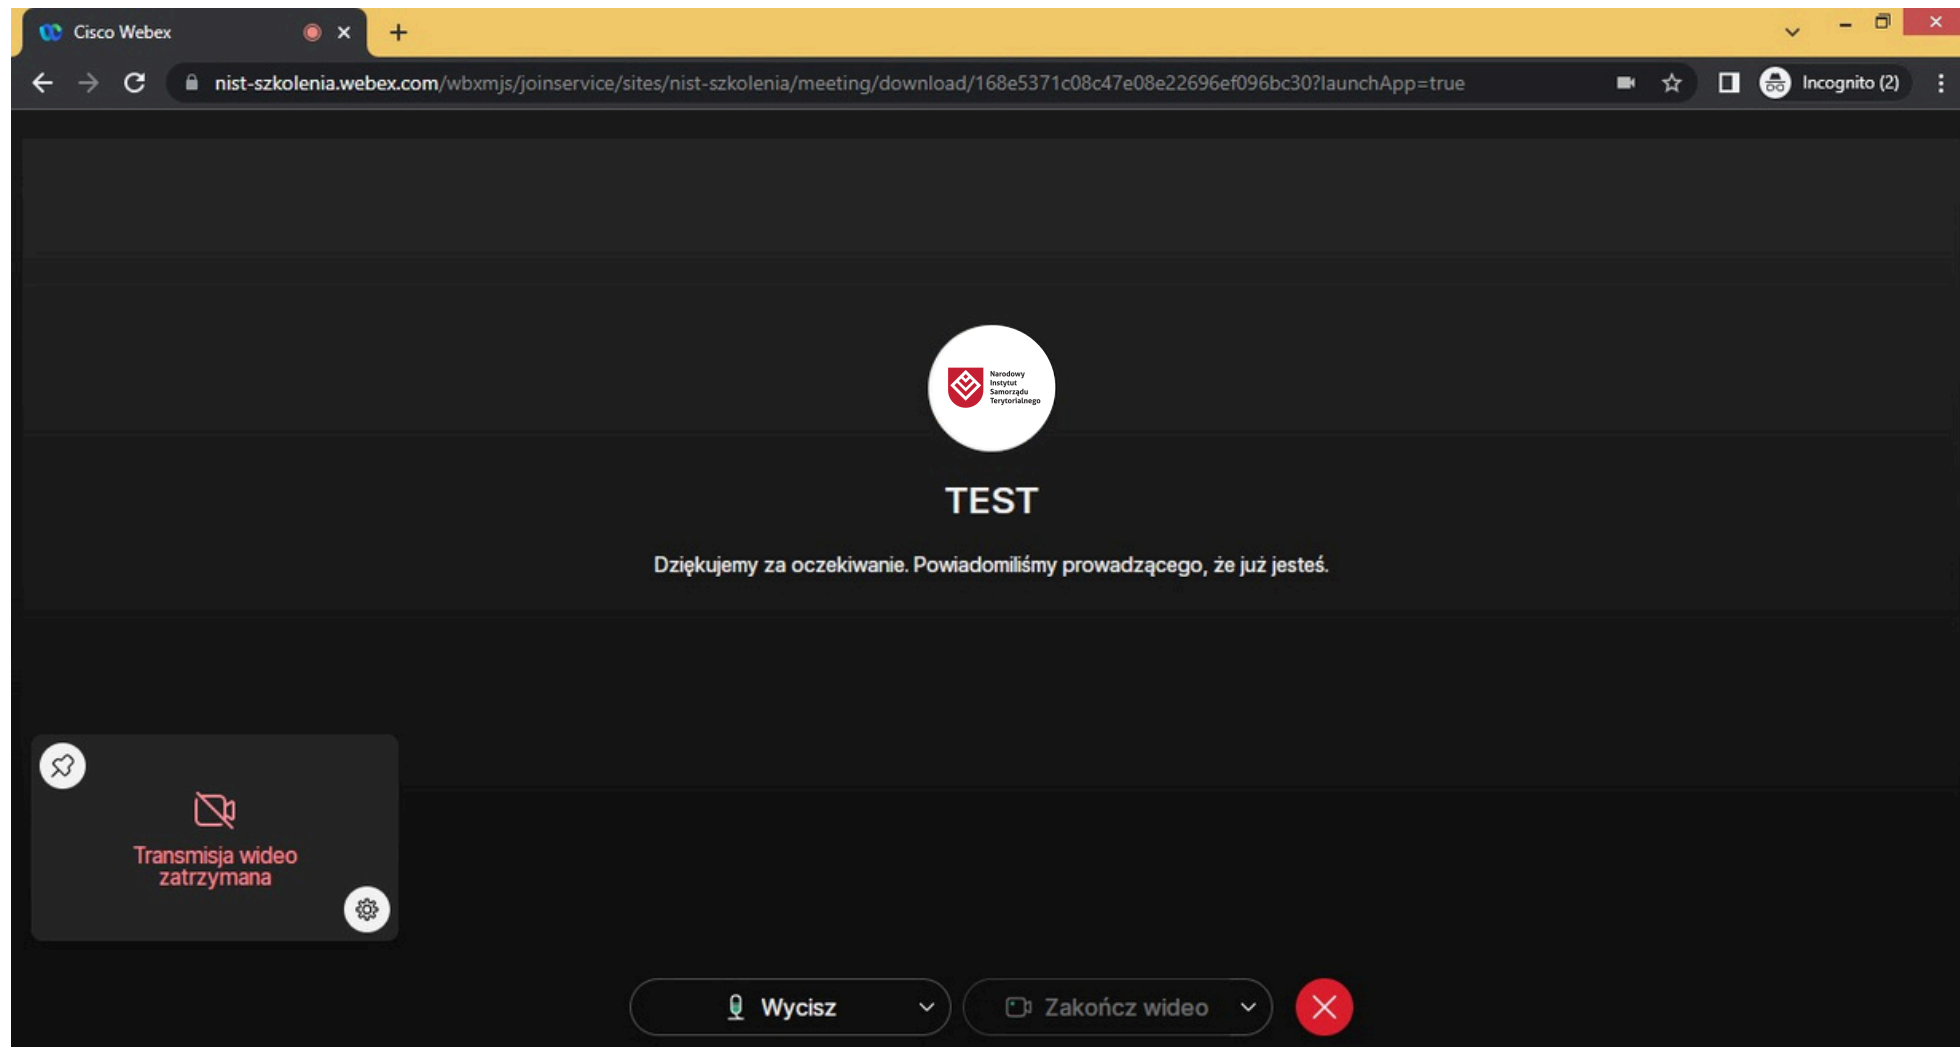 Cisco Webex
nist-szkolenia.webex.com/wbxmjs/joinservice/sites/nist-szkolenia/meeting/download/168e5371c08c47e08e22696ef096bc30?launchApp=true
Incognito (2)
Narodowy
Instytut
Samorządu
Terytorialnego
TEST
Dziękujemy za oczekiwanie. Powiadomiliśmy prowadzącego, że już jesteś.
Transmisja wideo
zatrzymana
Wycisz
Zakończ wideo